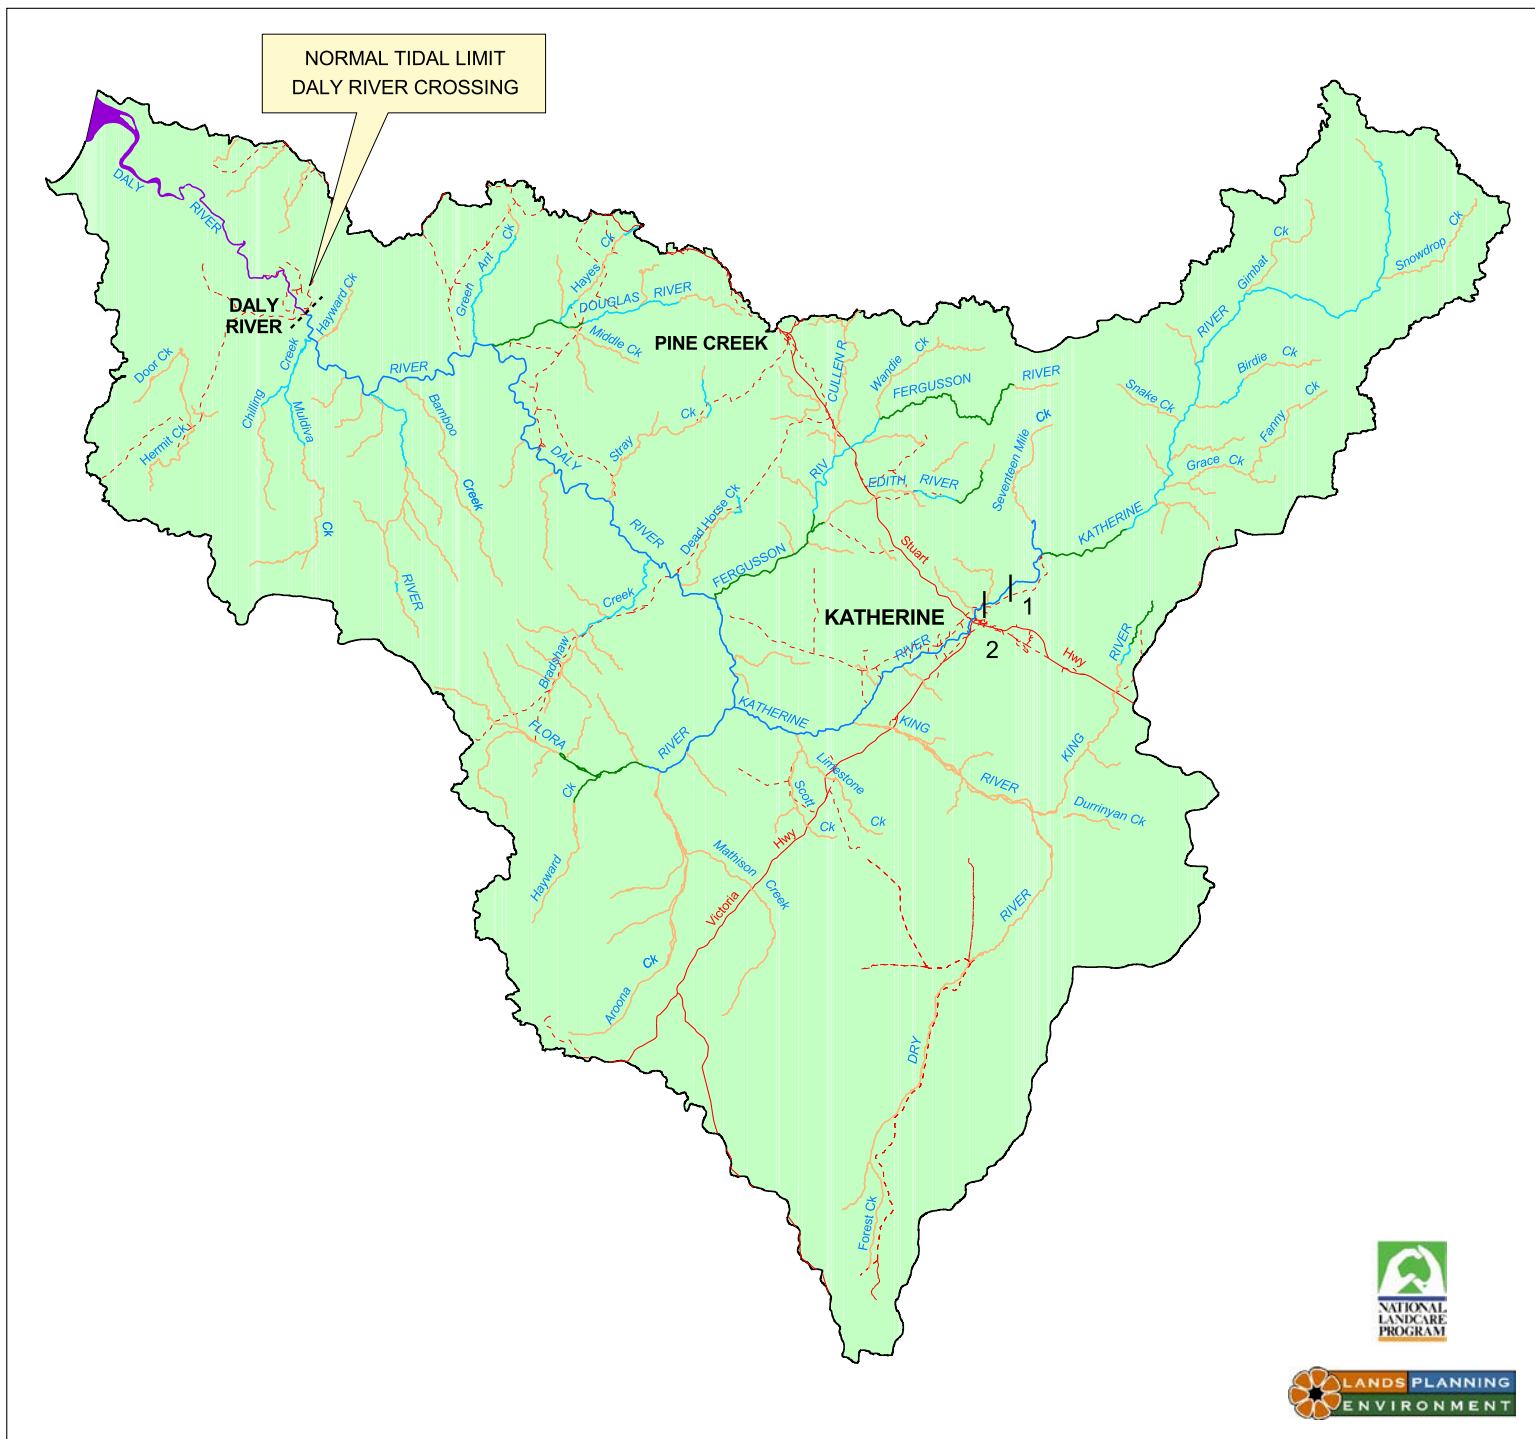 NORMAL TIDAL LIMIT
DALY RIVER CROSSING
DALY
RIVER
DALY
RIVER
Hayward Ck
Door Ck
Hermit Ck
Chilling
Creek
Muldiva
Ck
RIVER
Bamboo
Creek
RIVER
Green
Ant
Ck
Hayes
Ck
DOUGLAS
RIVER
Middle Ck
PINE CREEK
CULLEN R
Wandie
Ck
FERGUSSON
RIVER
Stray
Ck
DALY
RIVER
Dead Horse Ck
RIV
FERGUSSON
EDITH
RIVER
Seventeen Mile
Ck
Stuart
Snake Ck
Birdie
Ck
Fanny
Ck
Grace
Ck
Gimbat
Ck
Snowdrop
Ck
RIVER
KATHERINE
KATHERINE
1
2
Hwy
RIVER
KING
RIVER
Bradshaw
Creek
FLORA
RIVER
KATHERINE
KING
RIVER
Durrinyan Ck
Limestone
Ck
Scott
Ck
Hwy
Victoria
Hayward
Ck
Mathison
Creek
Aroona
Ck
RIVER
DRY
Forest Ck
NATIONAL
LANDCARE
PROGRAM
LANDS PLANNING
ENVIRONMENT